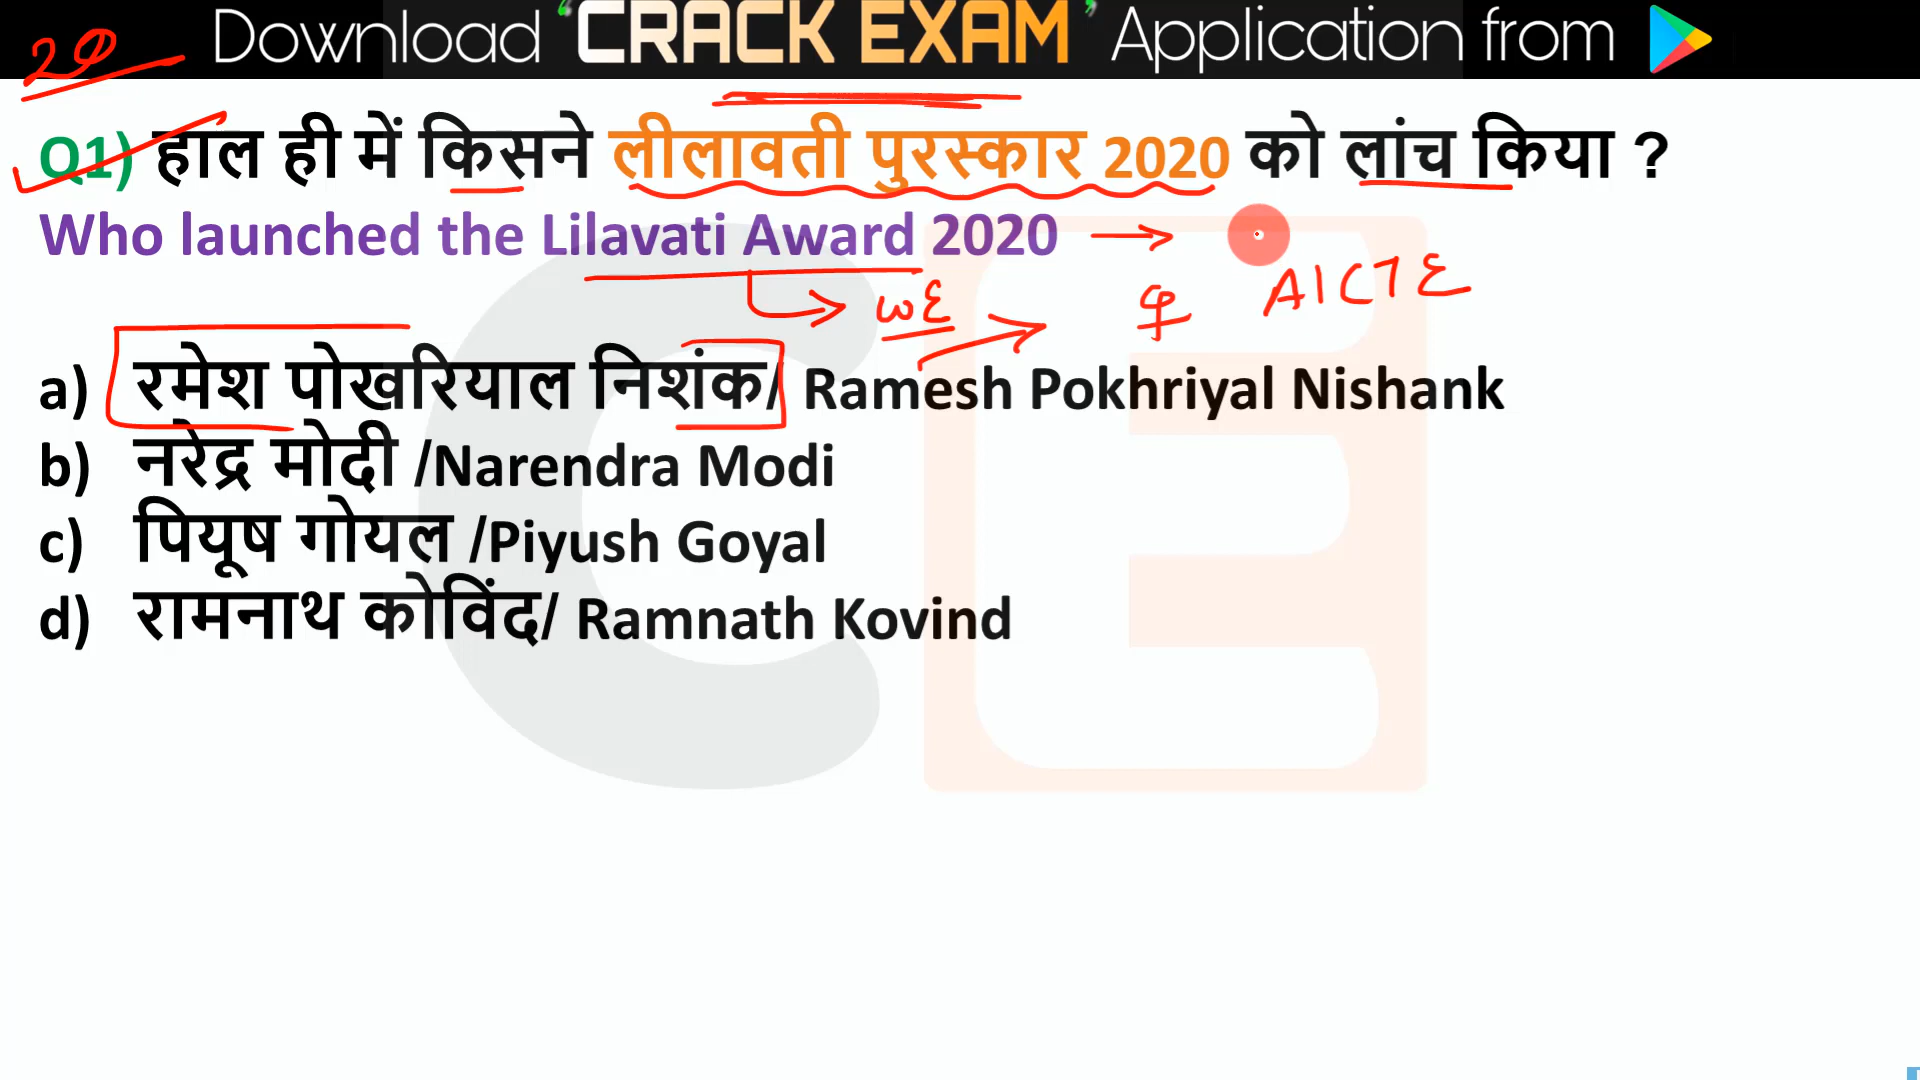 Download 'CRACK EXAM' Application from
Q1) हाल ही में किसने लीलावती पुरस्कार 2020 को लांच किया ?
Who launched the Lilavati Award 2020
WE
AICTE
a) रमेश पोखरियाल निशंक/ Ramesh Pokhriyal Nishank
b) नरेद्र मोदी /Narendra Modi
c) पियूष गोयल /Piyush Goyal
d) रामनाथ कोविंद/ Ramnath Kovind
CE